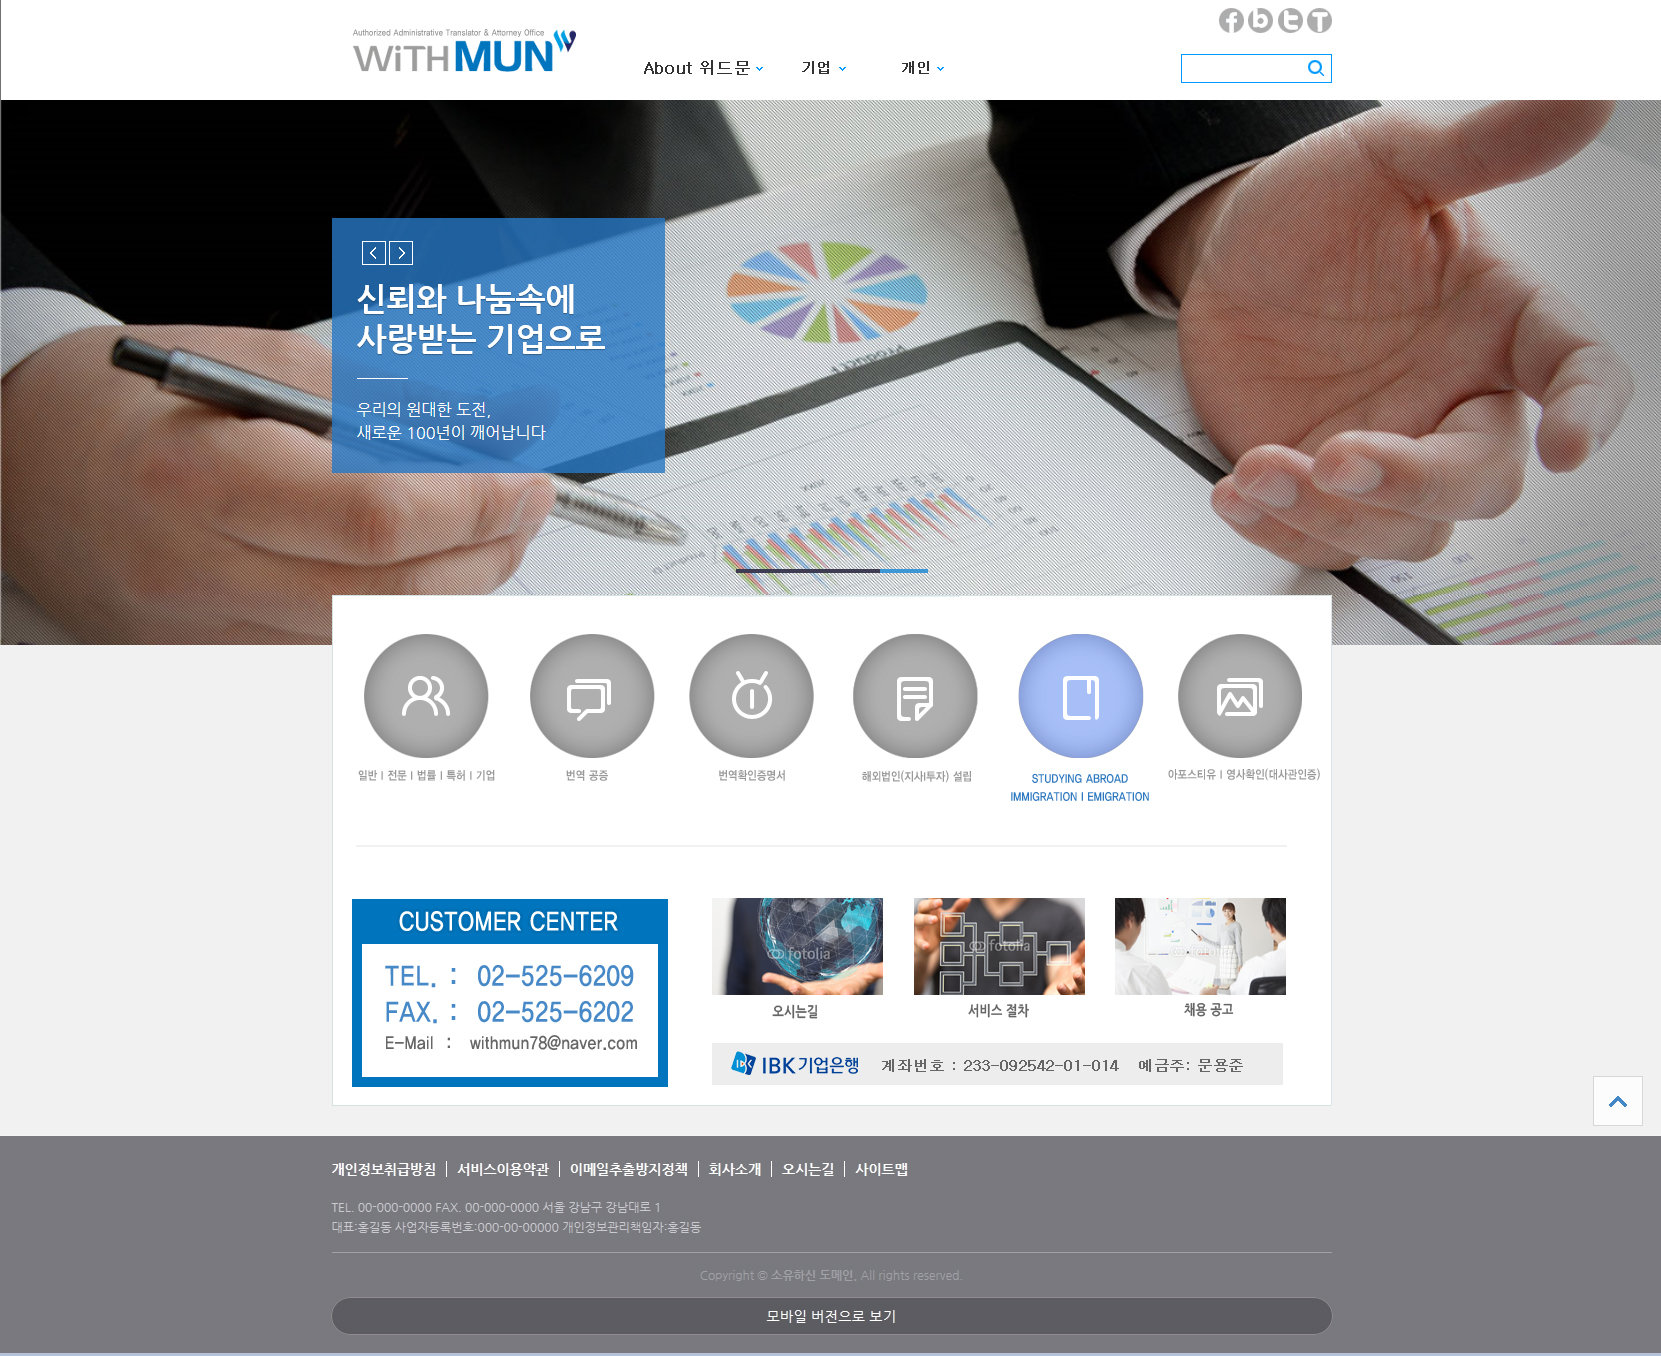 Authorized Administrative Translator & Attorney Office
WiTHMUN
About 위드문
기업
개인
신뢰와 나눔속에
사랑받는 기업으로
우리의 원대한 도전,
새로운 100년이 깨어납니다
Product
200X
Jan Feb Mar Apr May
150
일반 I 전문 I 법률 I 특허 I 기업
번역 공증
번역확인증명서
해외법인(지사I투자) 설립
STUDYING ABROAD
IMMIGRATION I EMIGRATION
아포스티유 I 영사확인(대사관인증)
CUSTOMER CENTER
TEL. : 02-525-6209
FAX. : 02-525-6202
E-Mail : withmun78@naver.com
fotolia
fotolia
오시는길
서비스 절차
채용 공고
IBK기업은행 계좌번호 : 233-092542-01-014 예금주: 문용준
개인정보취급방침 서비스이용약관 이메일추출방지정책 회사소개 오시는길 사이트맵
TEL. 00-000-0000 FAX. 00-000-0000 서울 강남구 강남대로 1
대표:홍길동 사업자등록번호:000-00-00000 개인정보관리책임자:홍길동
Copyright © 소유하신 도메인. All rights reserved.
모바일 버전으로 보기